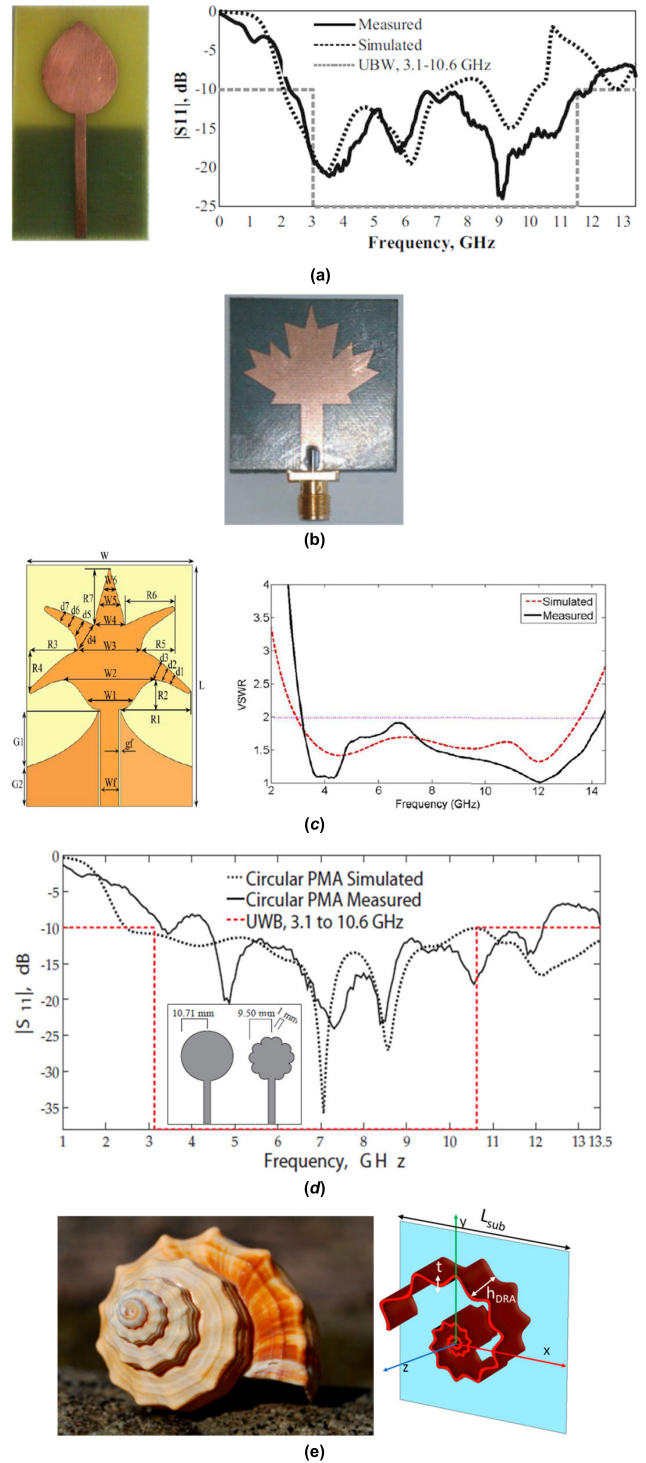 0
-5
-10
-15
-20
-25
|S11|, dB
Measured
Simulated
UBW, 3.1-10.6 GHz
0 1 2 3 4 5 6 7 8 9 10 11 12 13
Frequency, GHz
(a)
(b)
W
W6
R7
W5
R6
d7
d6
d5
W4
d4
R3
W3
R5
d3
d2
d1
R4
W2
L
W1
R2
R1
G1
gf
G2
Wf
4
3.5
3
2.5
2
1.5
VSWR
Simulated
Measured
2 4 6 8 10 12 14
Frequency (GHz)
(c)
0
-5
-10
-15
-20
-25
-30
-35
|S 11|, dB
Circular PMA Simulated
Circular PMA Measured
UWB, 3.1 to 10.6 GHz
10.71 mm
9.50 mm
1 mm
1 2 3 4 5 6 7 8 9 10 11 12 13 13.5
Frequency, GH z
(d)
Lsub
y
t
hDRA
x
z
(e)